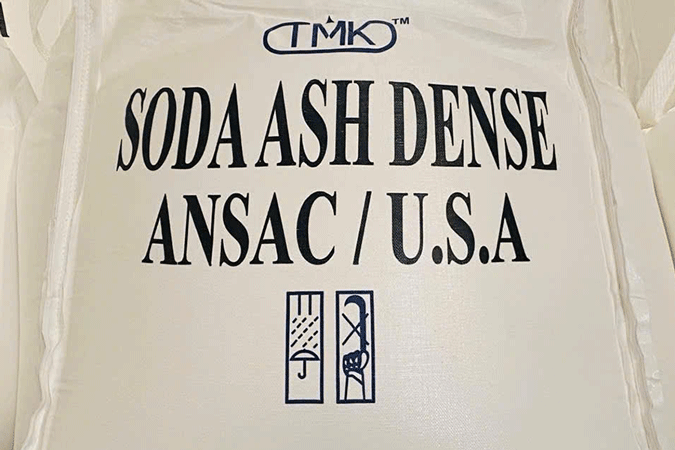 TMK™
SODA ASH DENSE
ANSAC / U.S.A